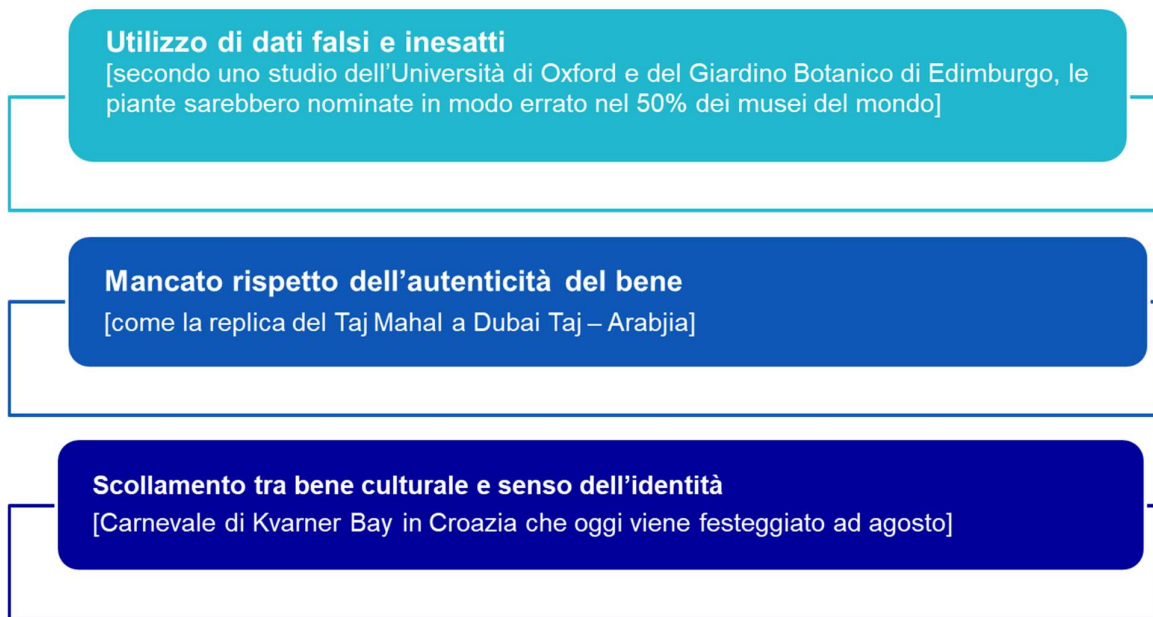 Utilizzo di dati falsi e inesatti
[secondo uno studio dell’Università di Oxford e del Giardino Botanico di Edimburgo, le
piante sarebbero nominate in modo errato nel 50% dei musei del mondo]
Mancato rispetto dell’autenticità del bene
[come la replica del Taj Mahal a Dubai Taj – Arabjia]
Scollamento tra bene culturale e senso dell’identità
[Carnevale di Kvarner Bay in Croazia che oggi viene festeggiato ad agosto]